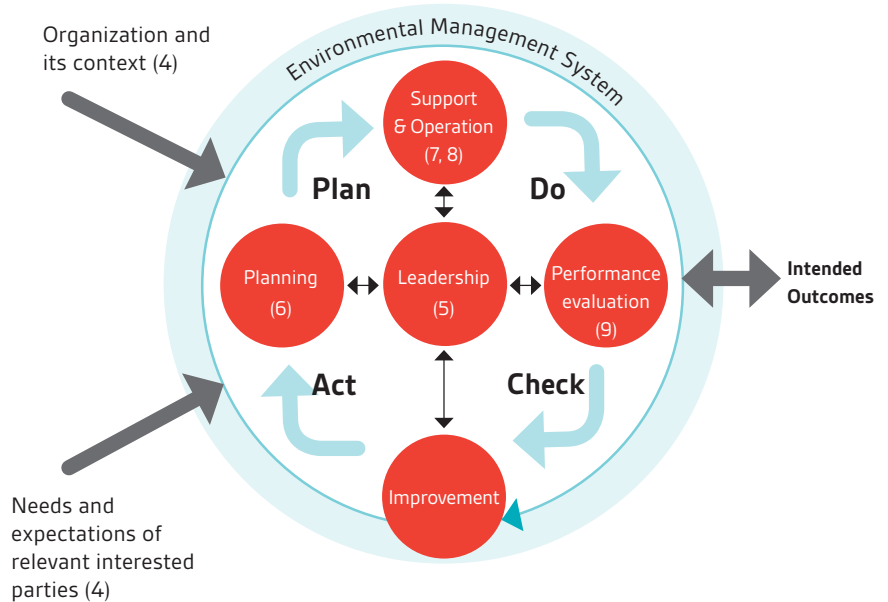 Organization and
its context (4)
Environmental Management System
Support
& Operation
(7, 8)
Plan
Do
Planning
(6)
Leadership
(5)
Performance
evaluation
(9)
Intended
Outcomes
Act
Check
Improvement
Needs and
expectations of
relevant interested
parties (4)